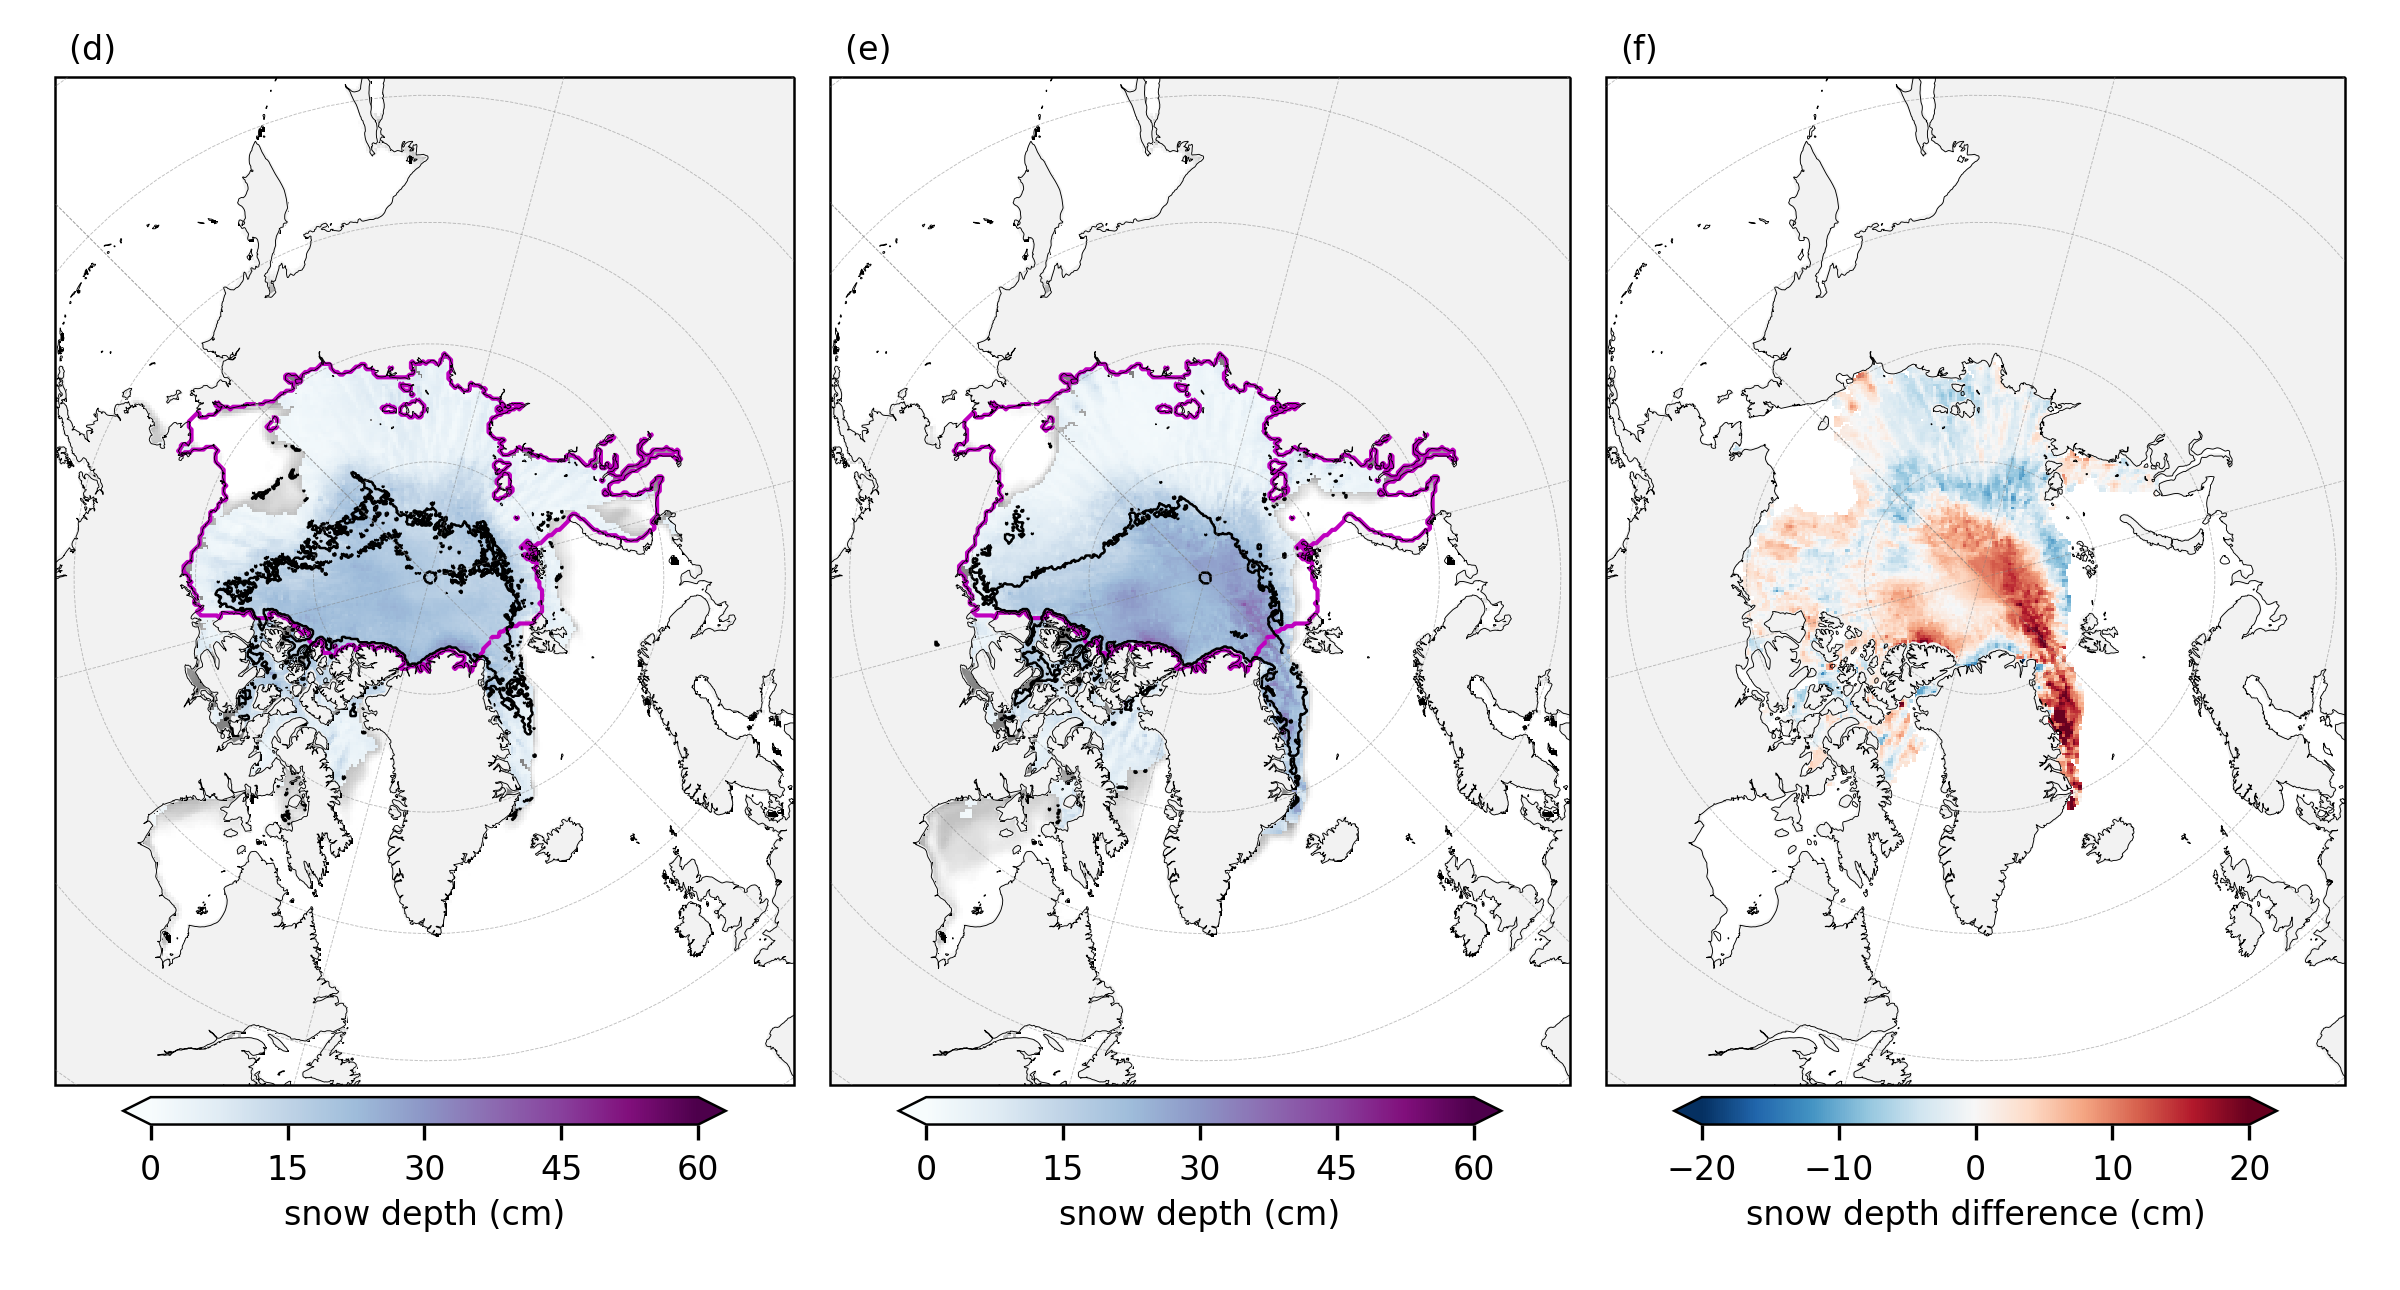 (d) (e) (f)
0 15 30 45 60 0 15 30 45 60 −20 −10 0 10 20
snow depth (cm) snow depth (cm) snow depth difference (cm)